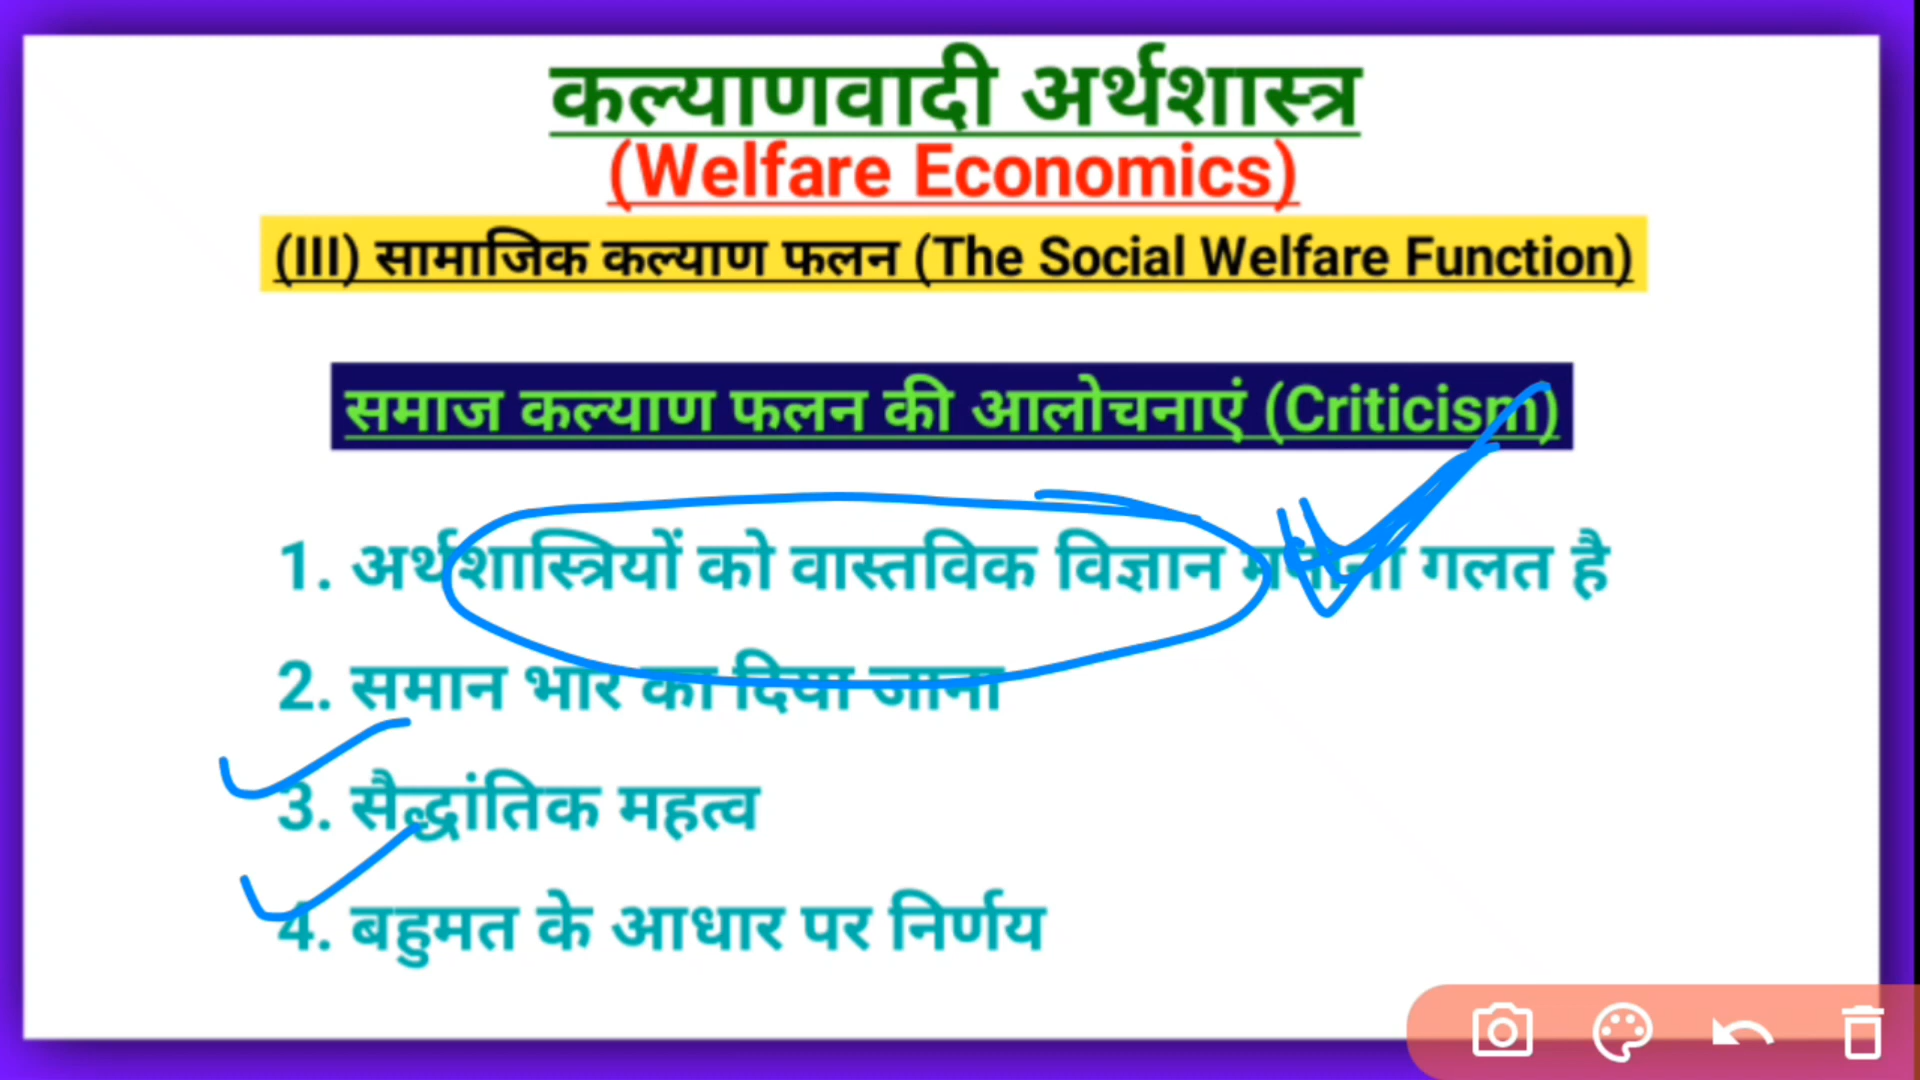 कल्याणवादी अर्थशास्त्र
(Welfare Economics)
(III) सामाजिक कल्याण फलन (The Social Welfare Function)
समाज कल्याण फलन की आलोचनाएं (Criticism)
1. अर्थशास्त्रियों को वास्तविक विज्ञान गलत है
2. समान भार का दिया जाना
3. सैद्धांतिक महत्व
4. बहुमत के आधार पर निर्णय